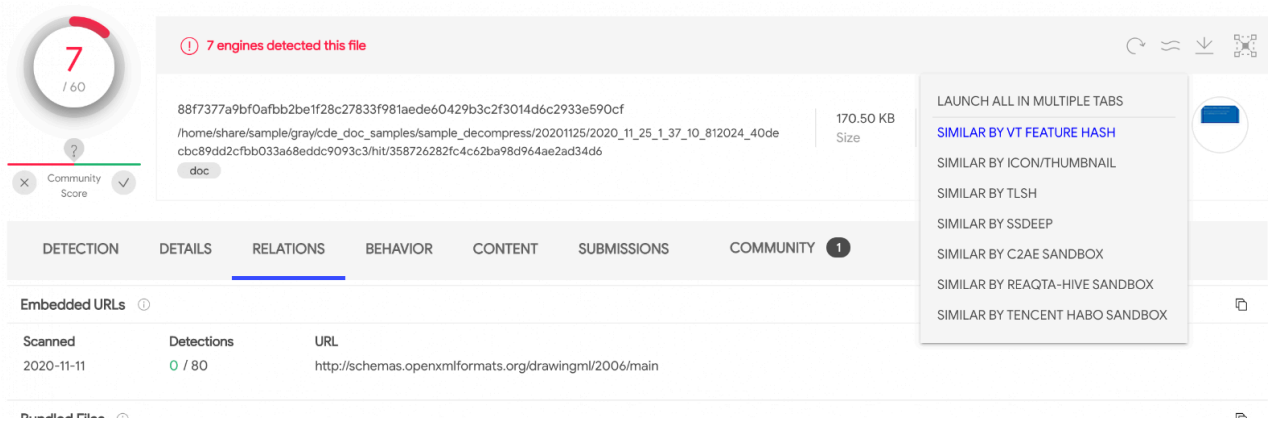 7
/ 60
?
Community
Score
7 engines detected this file
88f7377a9bf0afbb2be1f28c27833f981aede60429b3c2f3014d6c2933e590cf
/home/share/sample/gray/cde_doc_samples/sample_decompress/20201125/2020_11_25_1_37_10_812024_40de
cbc89dd2cfbb033a68eddc9093c3/hit/358726282fc4c62ba98d964ae2ad34d6
doc
170.50 KB
Size
LAUNCH ALL IN MULTIPLE TABS
SIMILAR BY VT FEATURE HASH
SIMILAR BY ICON/THUMBNAIL
SIMILAR BY TLSH
SIMILAR BY SSDEEP
SIMILAR BY C2AE SANDBOX
SIMILAR BY REAQTA-HIVE SANDBOX
SIMILAR BY TENCENT HABO SANDBOX
DETECTION DETAILS RELATIONS BEHAVIOR CONTENT SUBMISSIONS COMMUNITY 1
Embedded URLs
Scanned Detections URL
2020-11-11 0 / 80 http://schemas.openxmlformats.org/drawingml/2006/main
Bundled Files